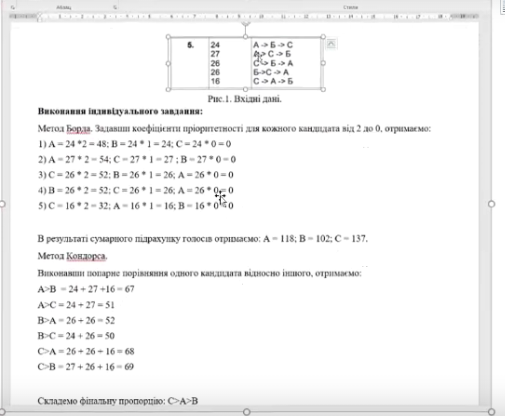 5. 24 А -> Б -> С
27 А-> С -> Б
26 С -> Б -> А
26 Б->С -> А
16 С -> А -> Б
Рис.1. Вхідні дані.
Виконання індивідуального завдання:
Метод Борда. Задавши коефіцієнти пріоритетності для кожного кандидата від 2 до 0, отримаємо:
1) А = 24 *2 = 48; В = 24 * 1 = 24; С = 24 * 0 = 0
2) А = 27 * 2 = 54; С = 27 * 1 = 27 ; В = 27 * 0 = 0
3) С = 26 * 2 = 52; В = 26 * 1 = 26; А = 26 * 0 = 0
4) В = 26 * 2 = 52; С = 26 * 1 = 26; А = 26 * 0 = 0
5) С = 16 * 2 = 32; А = 16 * 1 = 16; В = 16 * 0 = 0
В результаті сумарного підрахунку голосів отримаємо: А = 118; В = 102; С = 137.
Метод Кондорса.
Виконавши попарне порівняння одного кандидата відносно іншого, отримаємо:
А>В = 24 + 27 +16 = 67
А>С = 24 + 27 = 51
В>А = 26 + 26 = 52
В>С = 24 + 26 = 50
С>А = 26 + 26 + 16 = 68
С>В = 27 + 26 + 16 = 69
Складемо фінальну пропорцію: С>А>В